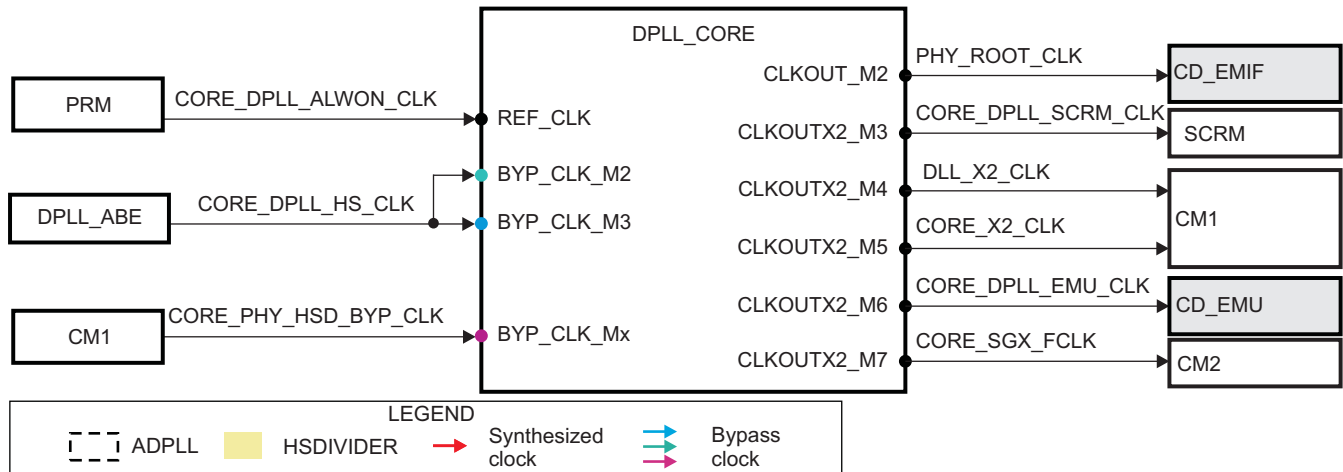 DPLL_CORE
PRM
CORE_DPLL_ALWON_CLK
REF_CLK
DPLL_ABE
CORE_DPLL_HS_CLK
BYP_CLK_M2
BYP_CLK_M3
CM1
CORE_PHY_HSD_BYP_CLK
BYP_CLK_Mx
CLKOUT_M2
PHY_ROOT_CLK
CD_EMIF
CLKOUTX2_M3
CORE_DPLL_SCRM_CLK
SCRM
CLKOUTX2_M4
DLL_X2_CLK
CLKOUTX2_M5
CORE_X2_CLK
CM1
CLKOUTX2_M6
CORE_DPLL_EMU_CLK
CD_EMU
CLKOUTX2_M7
CORE_SGX_FCLK
CM2
LEGEND
ADPLL
HSDIVIDER
Synthesized
clock
Bypass
clock